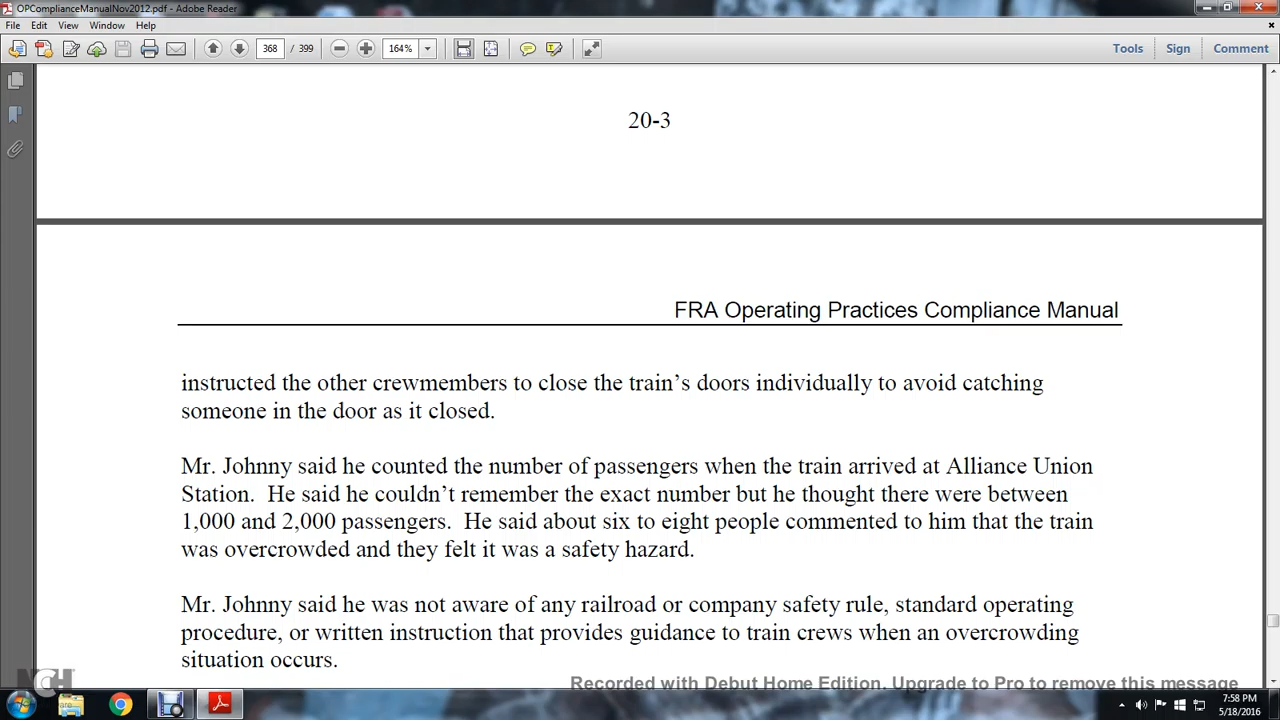 OPComplianceManualNov2012.pdf - Adobe Reader
File Edit View Window Help
368 / 399 164% Tools Sign Comment
20-3
FRA Operating Practices Compliance Manual
instructed the other crewmembers to close the train's doors individually to avoid catching
someone in the door as it closed.
Mr. Johnny said he counted the number of passengers when the train arrived at Alliance Union
Station. He said he couldn't remember the exact number but he thought there were between
1,000 and 2,000 passengers. He said about six to eight people commented to him that the train
was overcrowded and they felt it was a safety hazard.
Mr. Johnny said he was not aware of any railroad or company safety rule, standard operating
procedure, or written instruction that provides guidance to train crews when an overcrowding
situation occurs.
NCH
Recorded with Debut Home Edition. Upgrade to Pro to remove this message
7:58 PM
5/18/2016